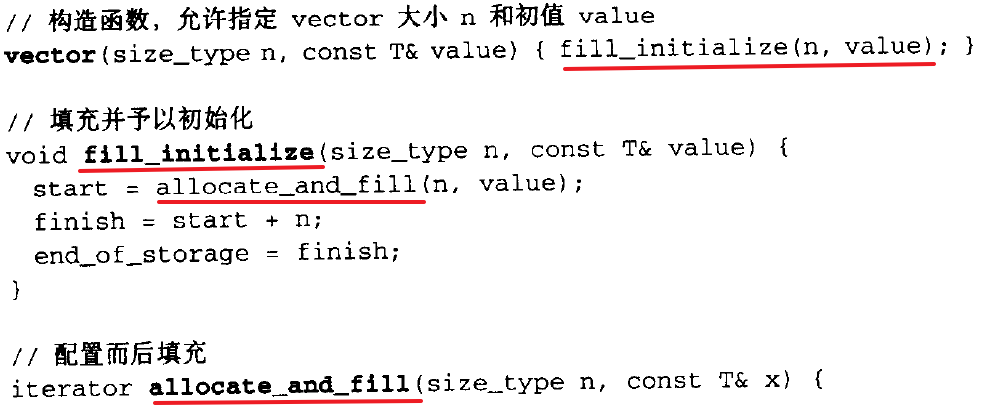 // 构造函数，允许指定 vector 大小 n 和初值 value
vector(size_type n, const T& value) { fill_initialize(n, value); }
// 填充并予以初始化
void fill_initialize(size_type n, const T& value) {
  start = allocate_and_fill(n, value);
  finish = start + n;
  end_of_storage = finish;
}
// 配置而后填充
iterator allocate_and_fill(size_type n, const T& x) {